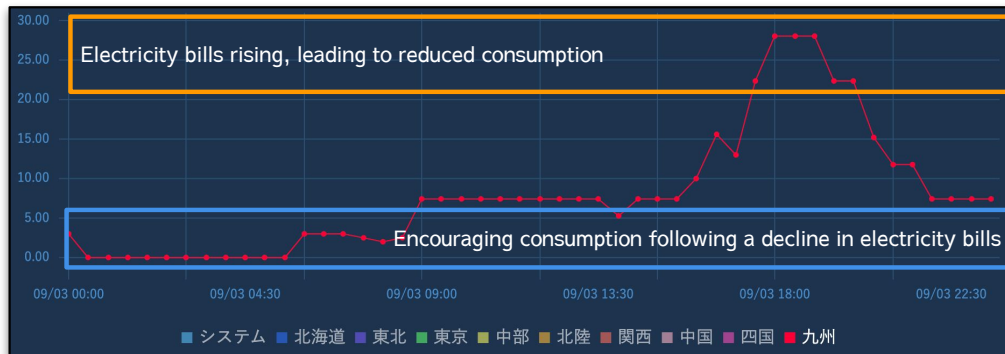 30.00
Electricity bills rising, leading to reduced consumption
25.00
20.00
15.00
10.00
5.00
Encouraging consumption following a decline in electricity bills
0.00
09/03 00:00 09/03 04:30 09/03 09:00 09/03 13:30 09/03 18:00 09/03 22:30
システム 北海道 東北 東京 中部 北陸 関西 中国 四国 九州